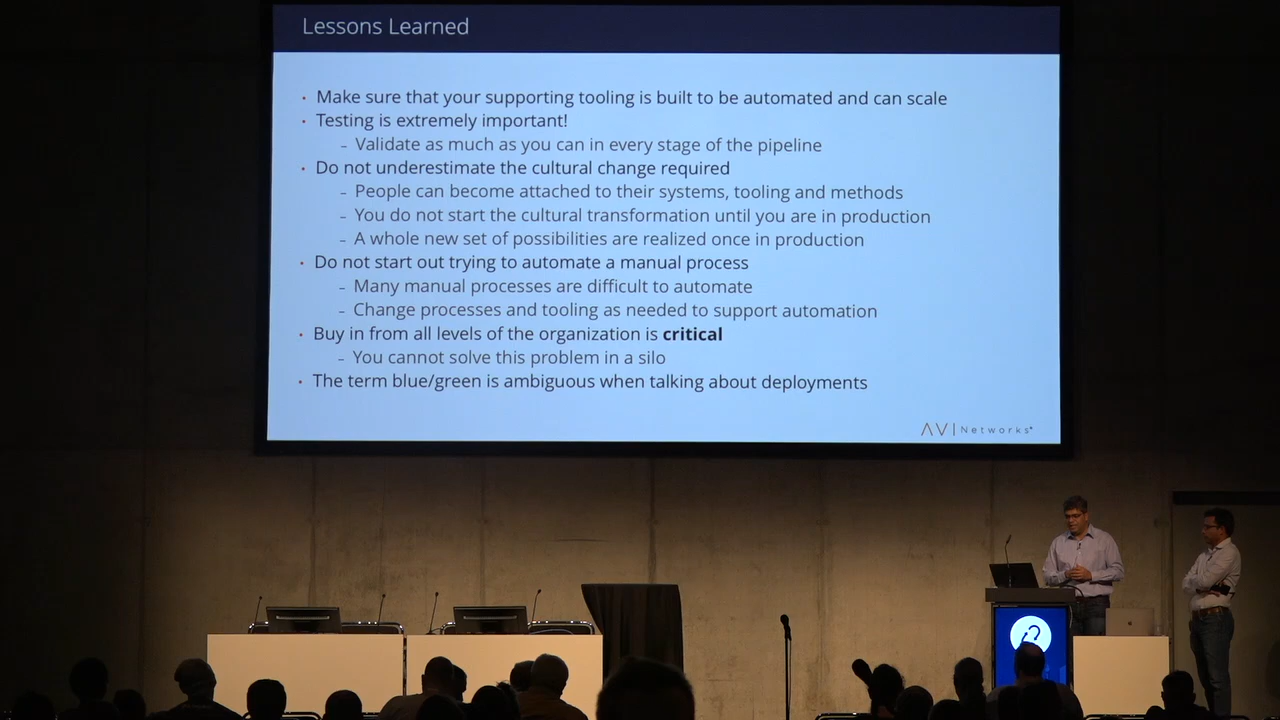 Lessons Learned
· Make sure that your supporting tooling is built to be automated and can scale
· Testing is extremely important!
– Validate as much as you can in every stage of the pipeline
· Do not underestimate the cultural change required
– People can become attached to their systems, tooling and methods
– You do not start the cultural transformation until you are in production
– A whole new set of possibilities are realized once in production
· Do not start out trying to automate a manual process
– Many manual processes are difficult to automate
– Change processes and tooling as needed to support automation
· Buy in from all levels of the organization is critical
– You cannot solve this problem in a silo
· The term blue/green is ambiguous when talking about deployments
AV| Networks